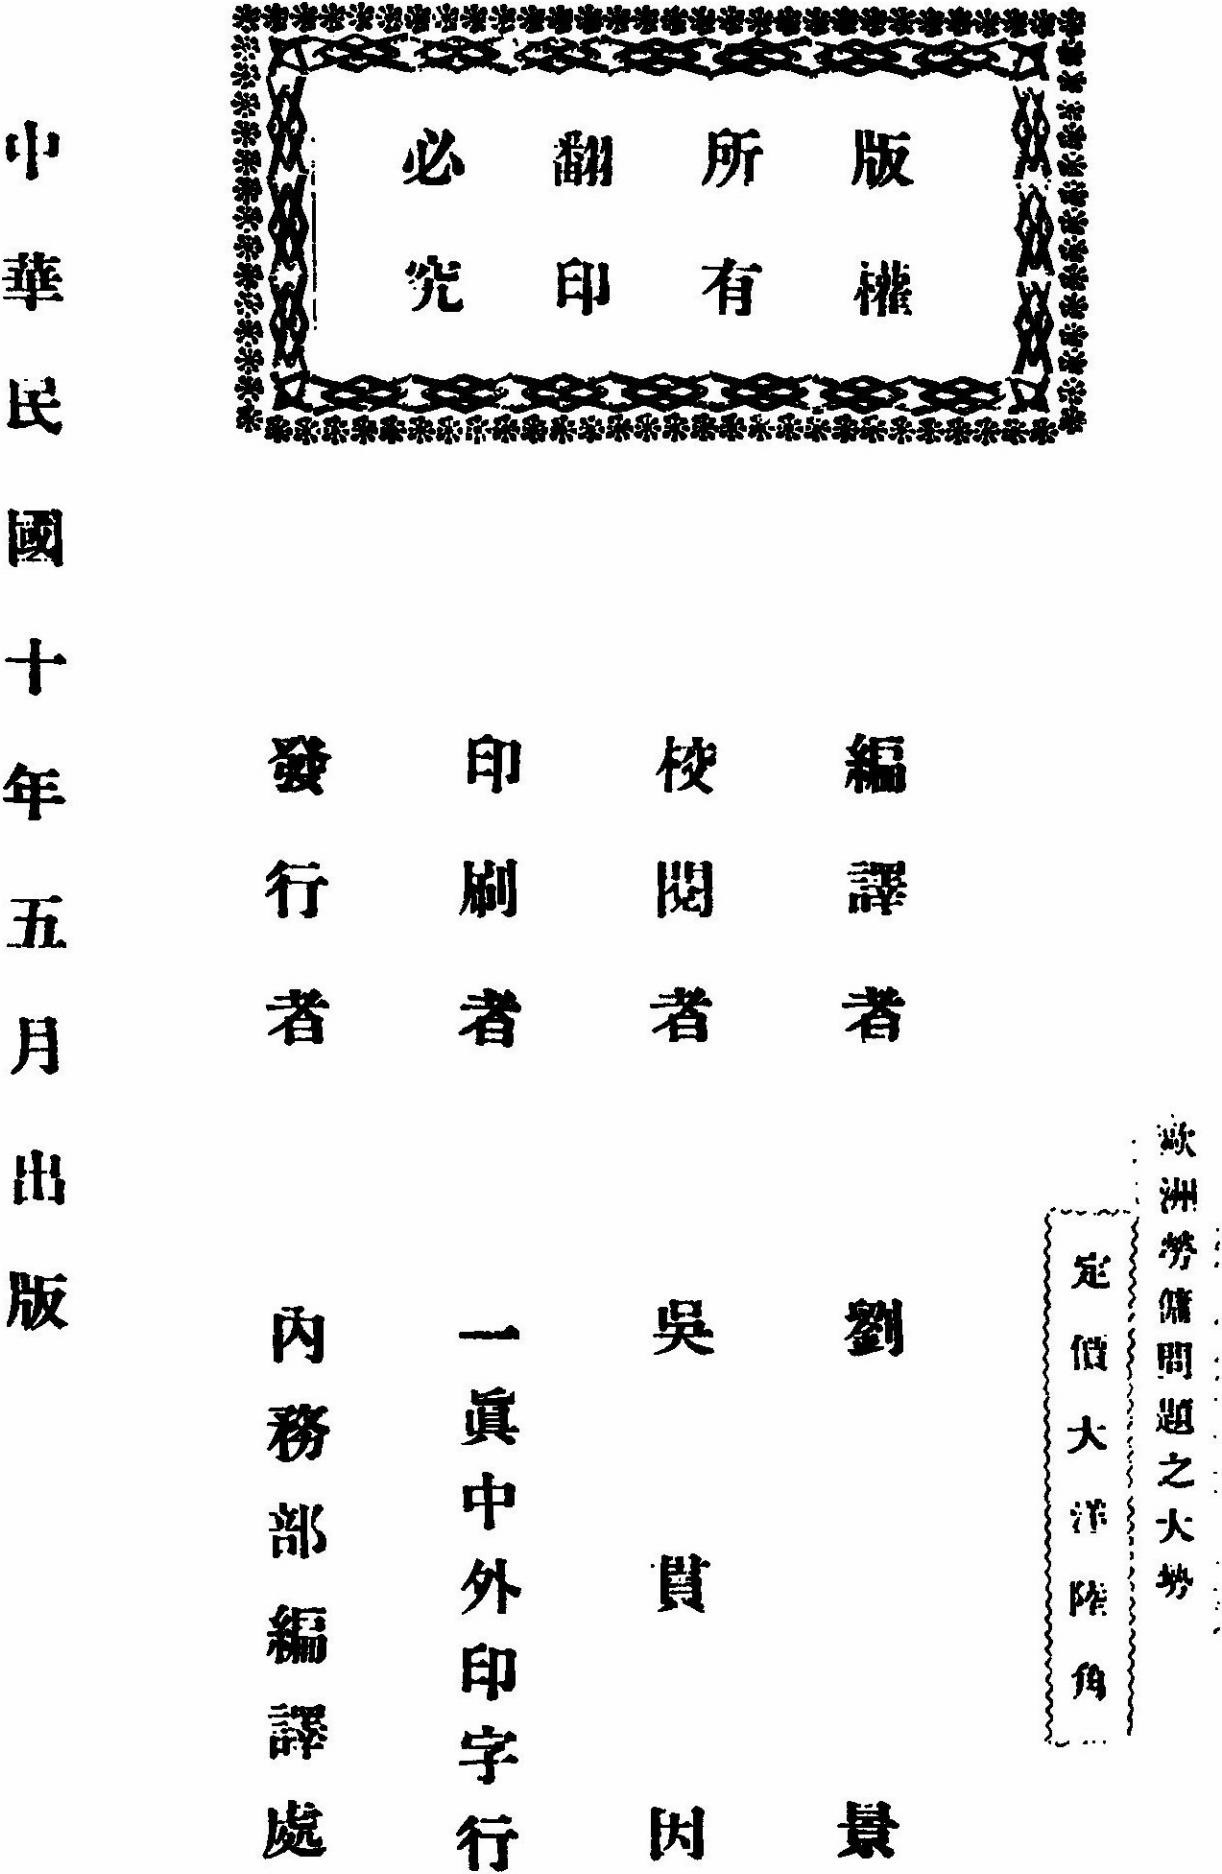 版權
所有
翻印
必究
歐洲勞傭問題之大勢
定價大洋陸角
編譯者 劉景
校閱者 吳貫因
印刷者 一眞中外印字行
發行者 內務部編譯處
中華民國十年五月出版